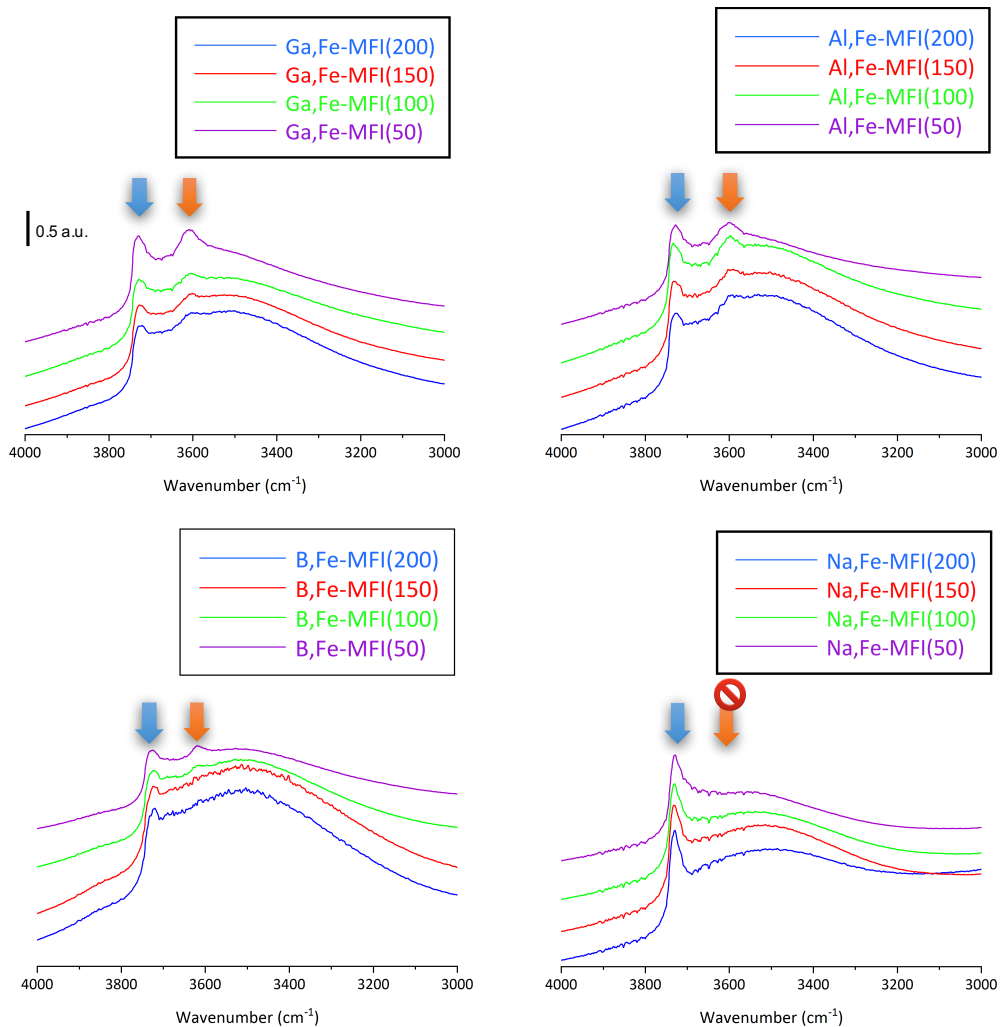 Ga,Fe-MFI(200)
Ga,Fe-MFI(150)
Ga,Fe-MFI(100)
Ga,Fe-MFI(50)
0.5 a.u.
4000 3800 3600 3400 3200 3000
Wavenumber (cm⁻¹)
Al,Fe-MFI(200)
Al,Fe-MFI(150)
Al,Fe-MFI(100)
Al,Fe-MFI(50)
4000 3800 3600 3400 3200 3000
Wavenumber (cm⁻¹)
B,Fe-MFI(200)
B,Fe-MFI(150)
B,Fe-MFI(100)
B,Fe-MFI(50)
4000 3800 3600 3400 3200 3000
Wavenumber (cm⁻¹)
Na,Fe-MFI(200)
Na,Fe-MFI(150)
Na,Fe-MFI(100)
Na,Fe-MFI(50)
4000 3800 3600 3400 3200 3000
Wavenumber (cm⁻¹)